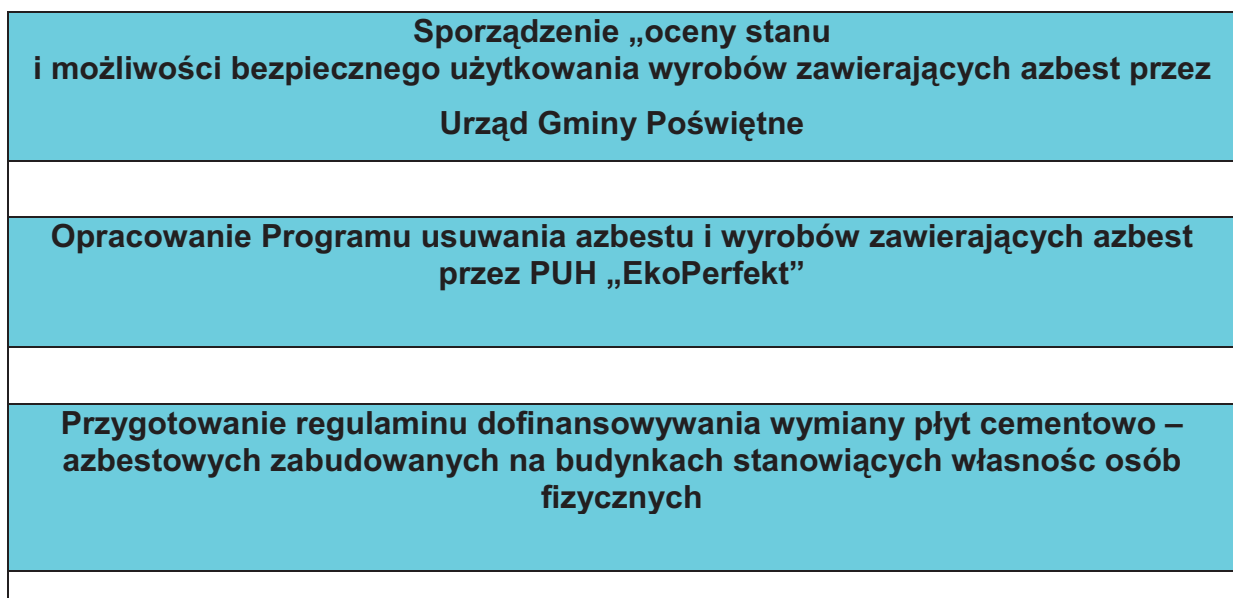 Sporządzenie „oceny stanu
i możliwości bezpiecznego użytkowania wyrobów zawierających azbest przez
Urząd Gminy Poświętne
Opracowanie Programu usuwania azbestu i wyrobów zawierających azbest
przez PUH „EkoPerfekt”
Przygotowanie regulaminu dofinansowywania wymiany płyt cementowo –
azbestowych zabudowanych na budynkach stanowiących własnośc osób
fizycznych